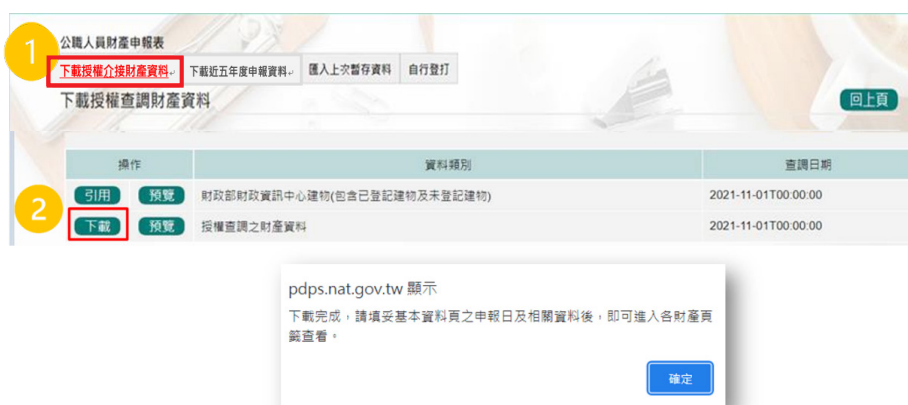 1
公職人員財產申報表
下載授權介接財產資料 下載近五年度申報資料 匯入上次暫存資料 自行登打
下載授權查調財產資料 回上頁
操作 資料類別 查調日期
2
引用 預覽 財政部財政資訊中心建物(包含已登記建物及未登記建物) 2021-11-01T00:00:00
下載 預覽 授權查調之財產資料 2021-11-01T00:00:00
pdps.nat.gov.tw 顯示
下載完成，請填妥基本資料頁之申報日及相關資料後，即可進入各財產頁
籤查看。
確定